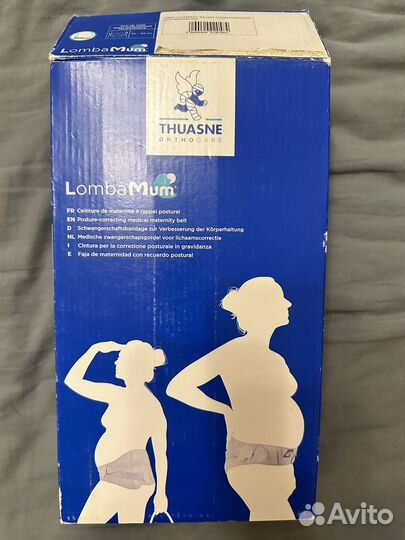 LombaMum
THUASNE
ORTHOCARE
LombaMum®
FR Ceinture de maternité à rappel postural
EN Posture-correcting medical maternity belt
D Schwangerschaftsbandage zur Verbesserung der Körperhaltung
NL Medische zwangerschapsgordel voor lichaamscorrectie
I Cintura per la correzione posturale in gravidanza
E Faja de maternidad con recuerdo postural
Avito